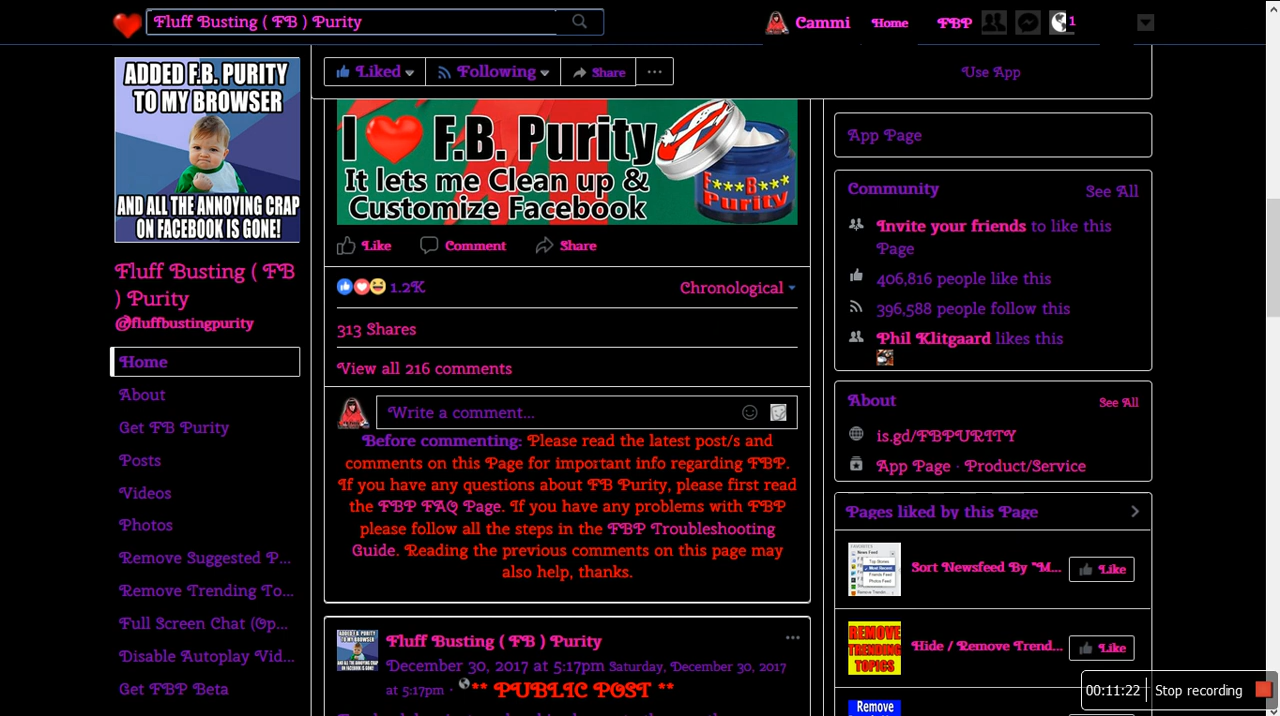 Fluff Busting ( FB ) Purity
Cammi
Home
FBP
1
ADDED F.B. PURITY
TO MY BROWSER
AND ALL THE ANNOYING CRAP
ON FACEBOOK IS GONE!
Fluff Busting ( FB
) Purity
@fluffbustingpurity
Home
About
Get FB Purity
Posts
Videos
Photos
Remove Suggested P...
Remove Trending To...
Full Screen Chat (Op...
Disable Autoplay Vid...
Get FBP Beta
Liked
Following
Share
...
Use App
I F.B. Purity
It lets me Clean up &
Customize Facebook
F***B***
Purity
Like
Comment
Share
1.2K
Chronological
313 Shares
View all 216 comments
Write a comment...
Before commenting: Please read the latest post/s and
comments on this Page for important info regarding FBP.
If you have any questions about FB Purity, please first read
the FBP FAQ Page. If you have any problems with FBP
please follow all the steps in the FBP Troubleshooting
Guide. Reading the previous comments on this page may
also help, thanks.
Fluff Busting ( FB ) Purity
December 30, 2017 at 5:17pm Saturday, December 30, 2017
at 5:17pm · ** PUBLIC POST **
App Page
Community
See All
Invite your friends to like this
Page
406,816 people like this
396,588 people follow this
Phil Klitgaard likes this
About
See All
is.gd/FBPURITY
App Page · Product/Service
Pages liked by this Page
Sort Newsfeed By "M...
Like
REMOVE
TRENDING
TOPICS
Hide / Remove Trend...
Like
Remove
00:11:22
Stop recording